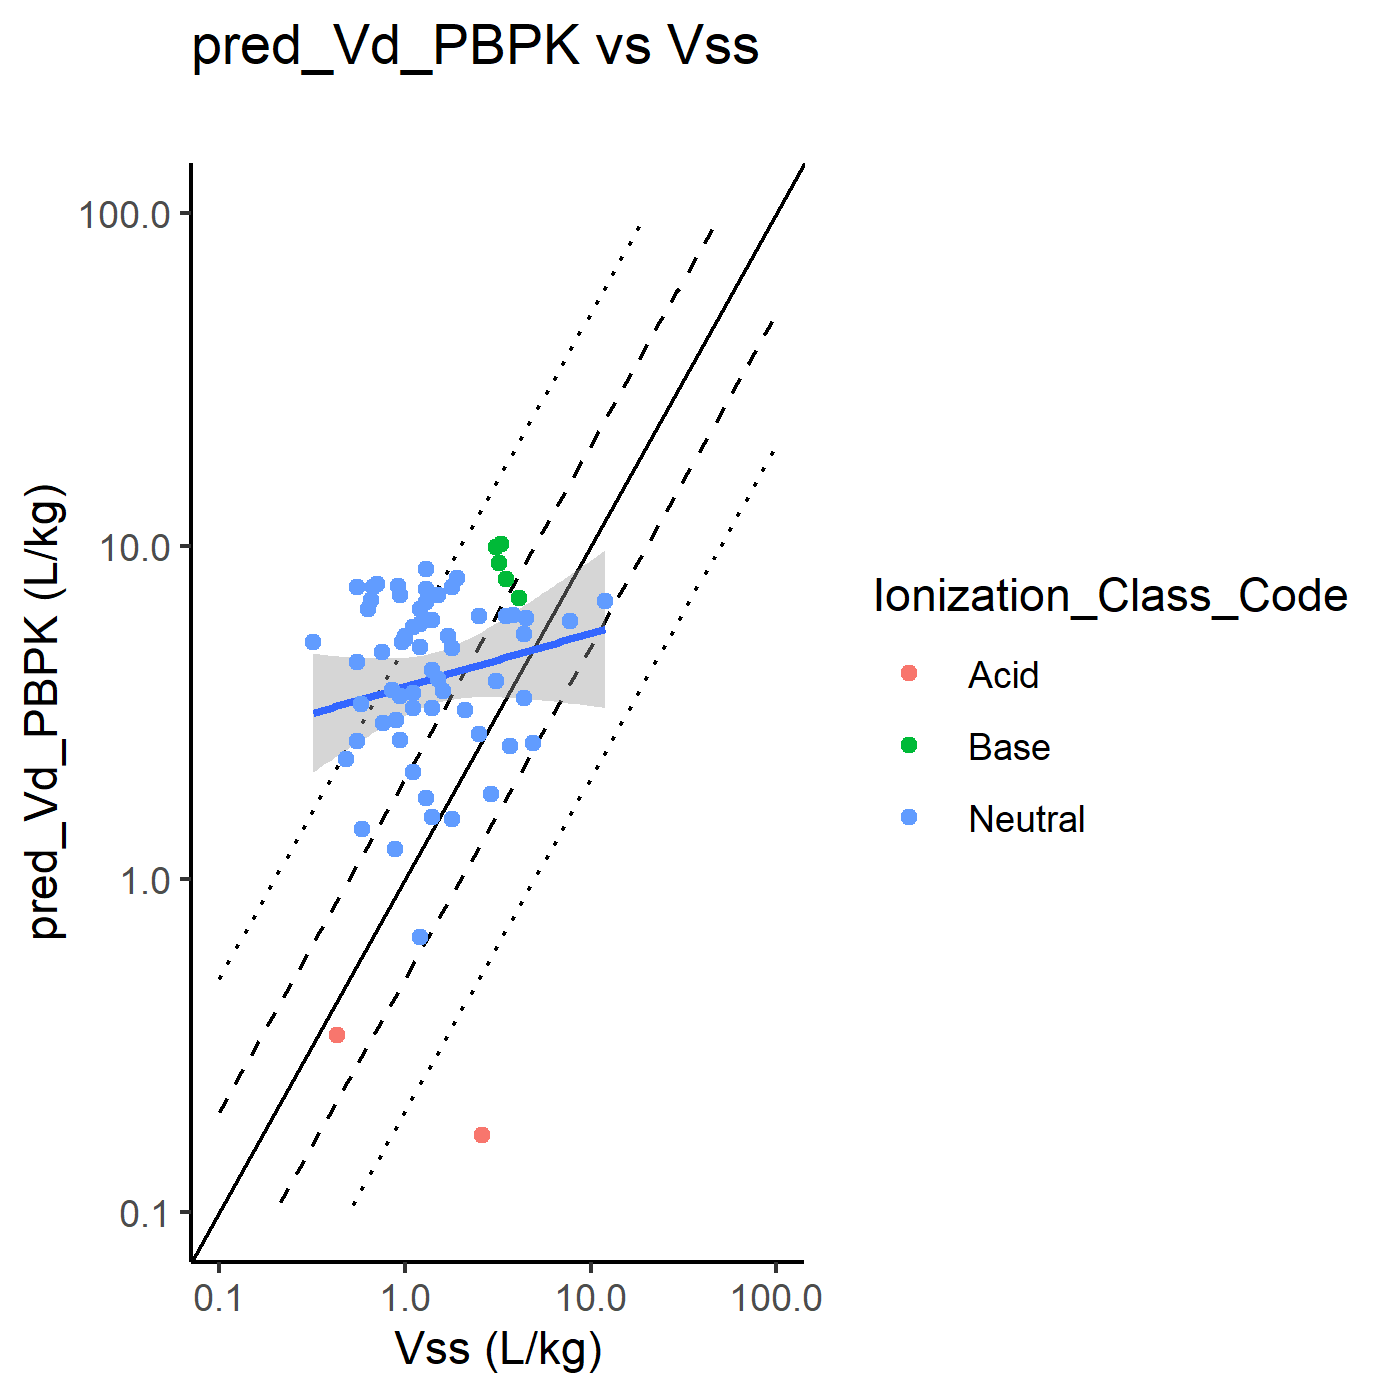 pred_Vd_PBPK vs Vss
100.0
10.0
1.0
0.1
pred_Vd_PBPK (L/kg)
0.1
1.0
10.0
100.0
Vss (L/kg)
Ionization_Class_Code
Acid
Base
Neutral